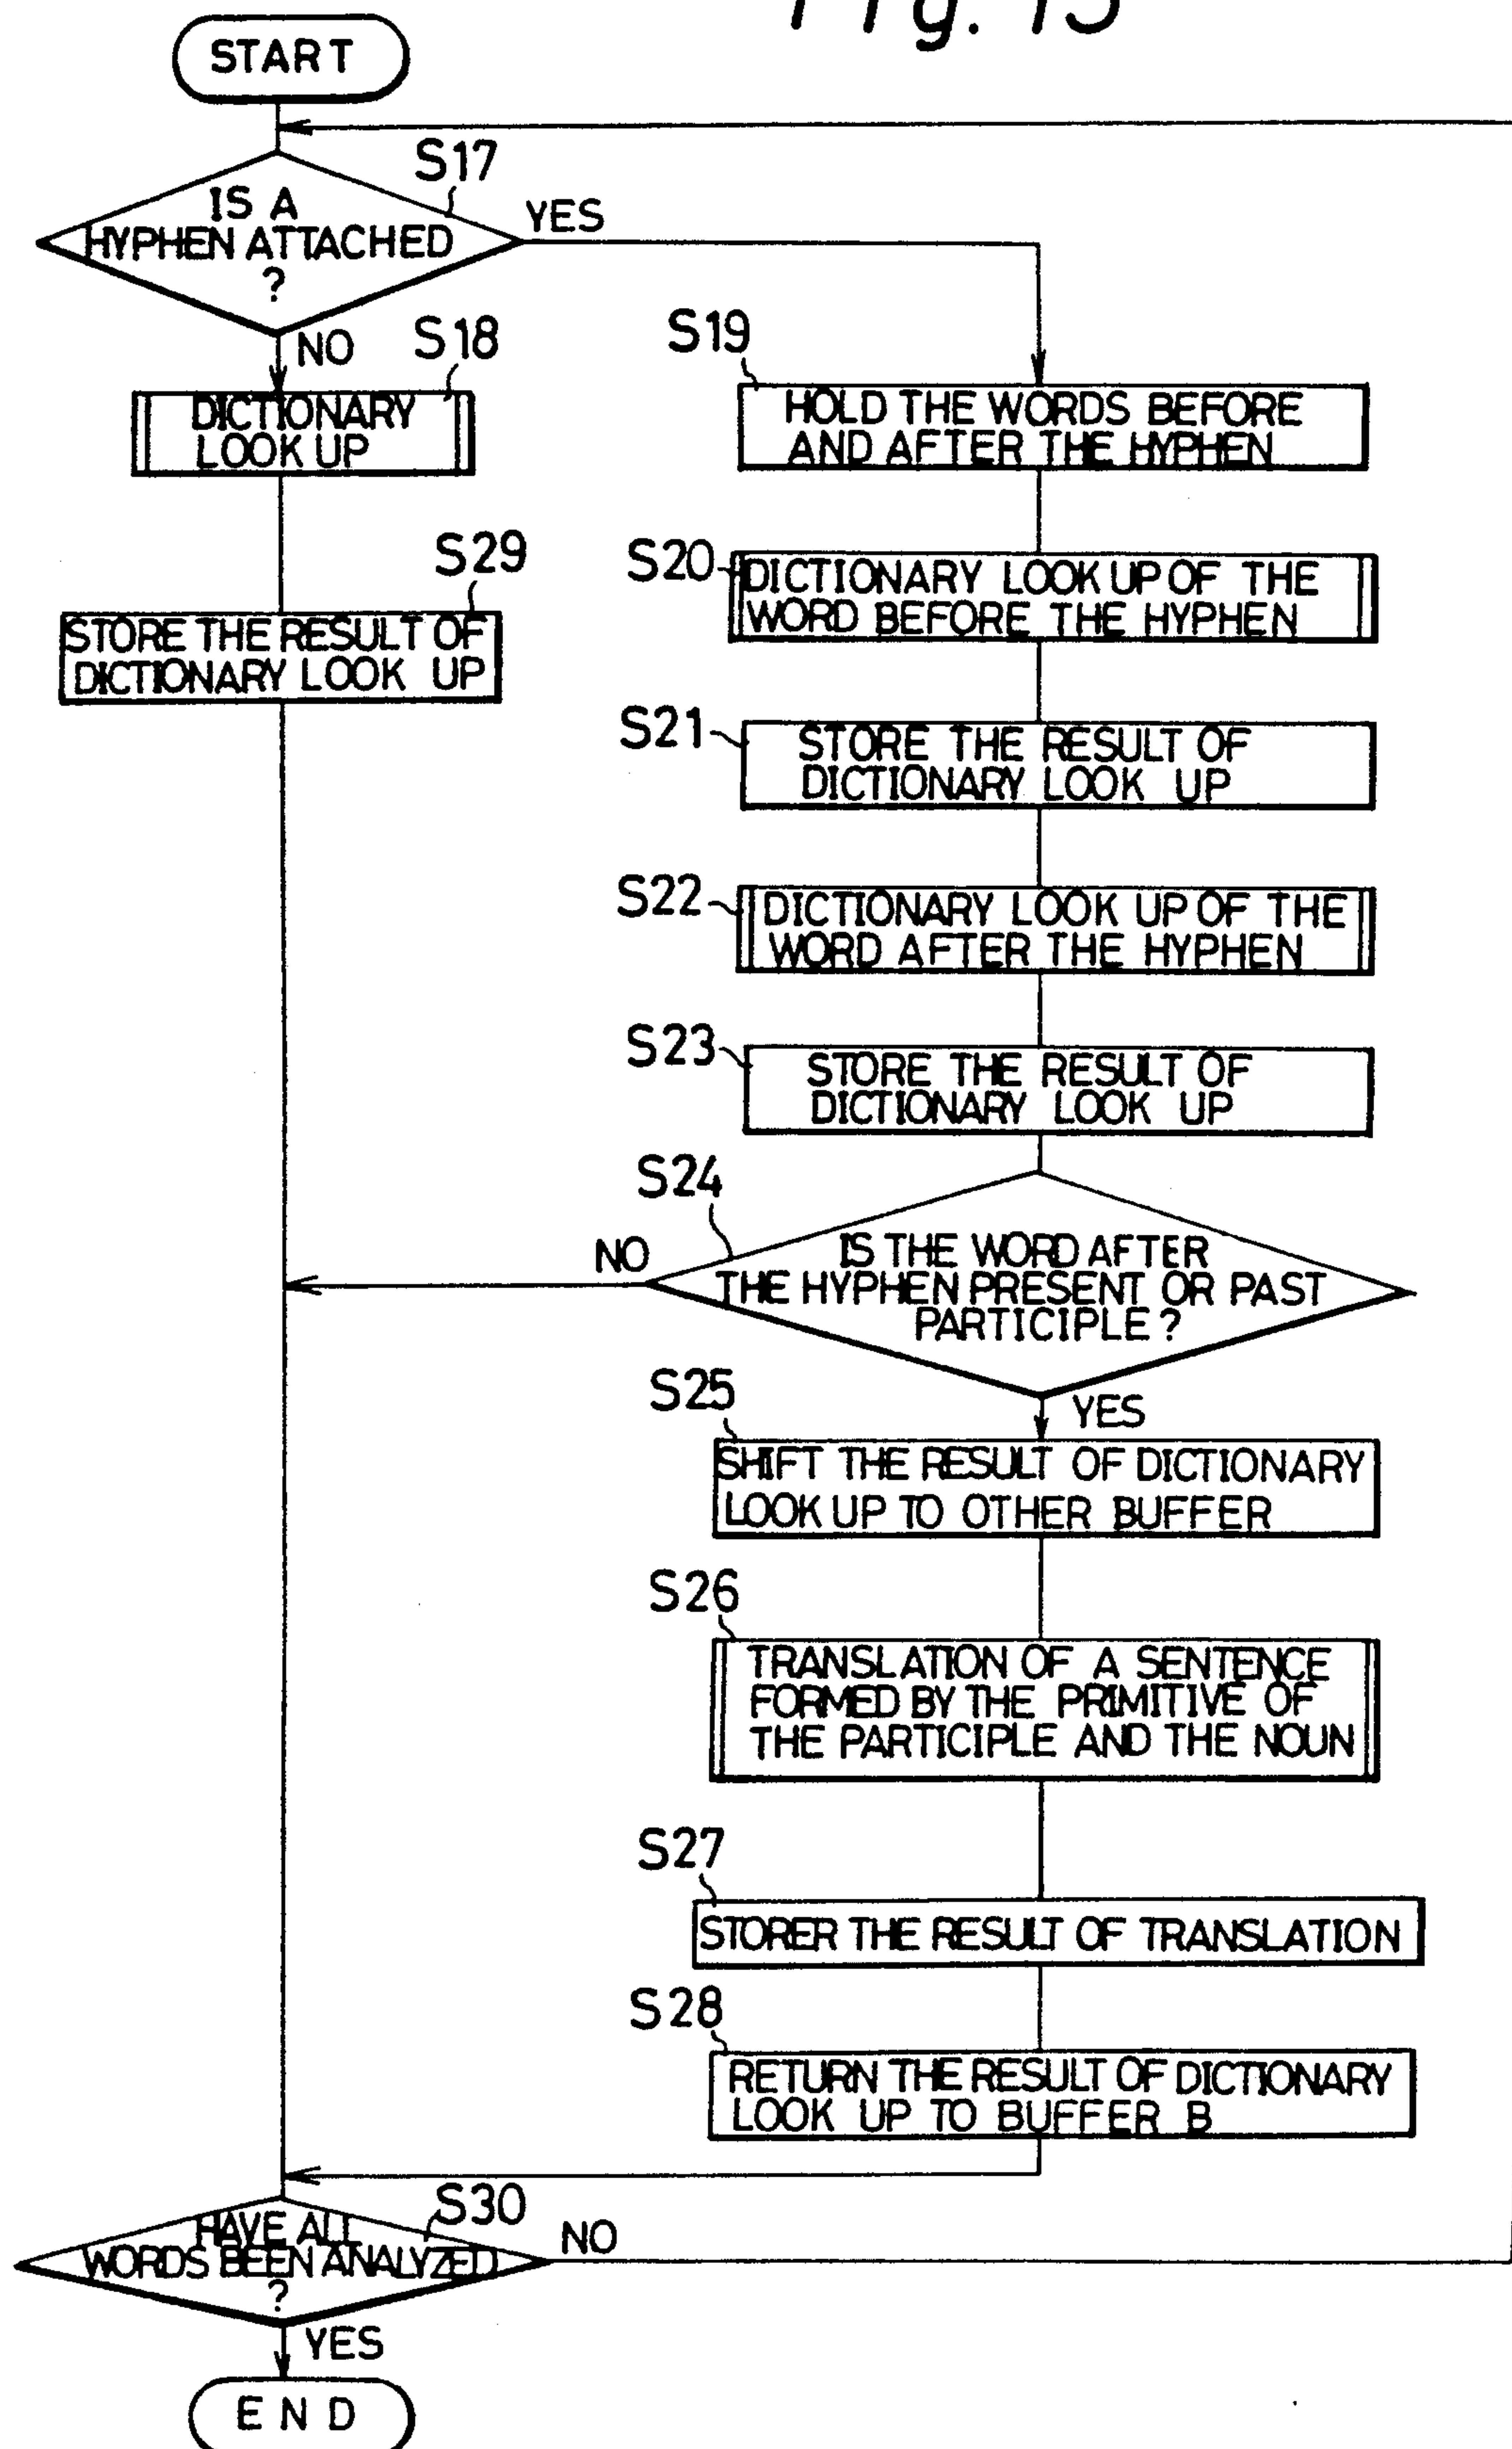 Fig. 13
START
S17
IS A
HYPHEN ATTACHED
?
YES
NO
S18
DICTIONARY
LOOK UP
S19
HOLD THE WORDS BEFORE
AND AFTER THE HYPHEN
S29
STORE THE RESULT OF
DICTIONARY LOOK UP
S20
DICTIONARY LOOK UP OF THE
WORD BEFORE THE HYPHEN
S21
STORE THE RESULT OF
DICTIONARY LOOK UP
S22
DICTIONARY LOOK UP OF THE
WORD AFTER THE HYPHEN
S23
STORE THE RESULT OF
DICTIONARY LOOK UP
S24
NO
IS THE WORD AFTER
THE HYPHEN PRESENT OR PAST
PARTICIPLE?
YES
S25
SHIFT THE RESULT OF DICTIONARY
LOOK UP TO OTHER BUFFER
S26
TRANSLATION OF A SENTENCE
FORMED BY THE PRIMITIVE OF
THE PARTICIPLE AND THE NOUN
S27
STORER THE RESULT OF TRANSLATION
S28
RETURN THE RESULT OF DICTIONARY
LOOK UP TO BUFFER B
S30
HAVE ALL
WORDS BEEN ANALYZED
?
NO
YES
END